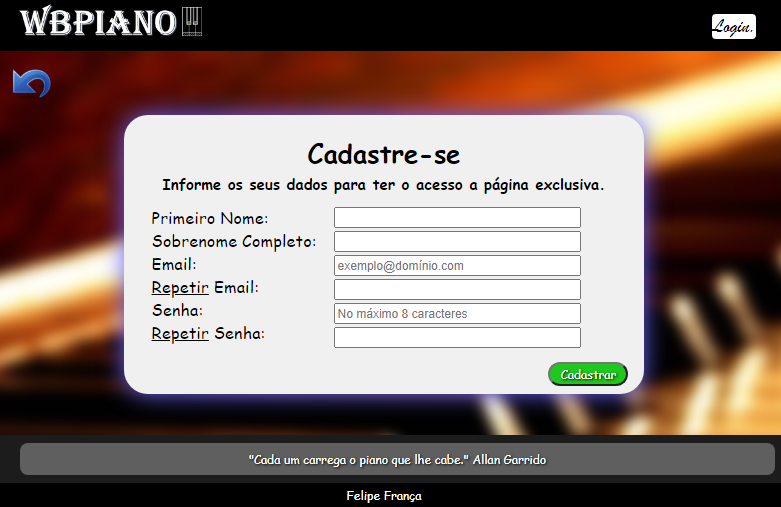 WBPIANO
Login.
Cadastre-se
Informe os seus dados para ter o acesso a página exclusiva.
Primeiro Nome:
Sobrenome Completo:
Email: exemplo@domínio.com
Repetir Email:
Senha: No máximo 8 caracteres
Repetir Senha:
Cadastrar
"Cada um carrega o piano que lhe cabe." Allan Garrido
Felipe França